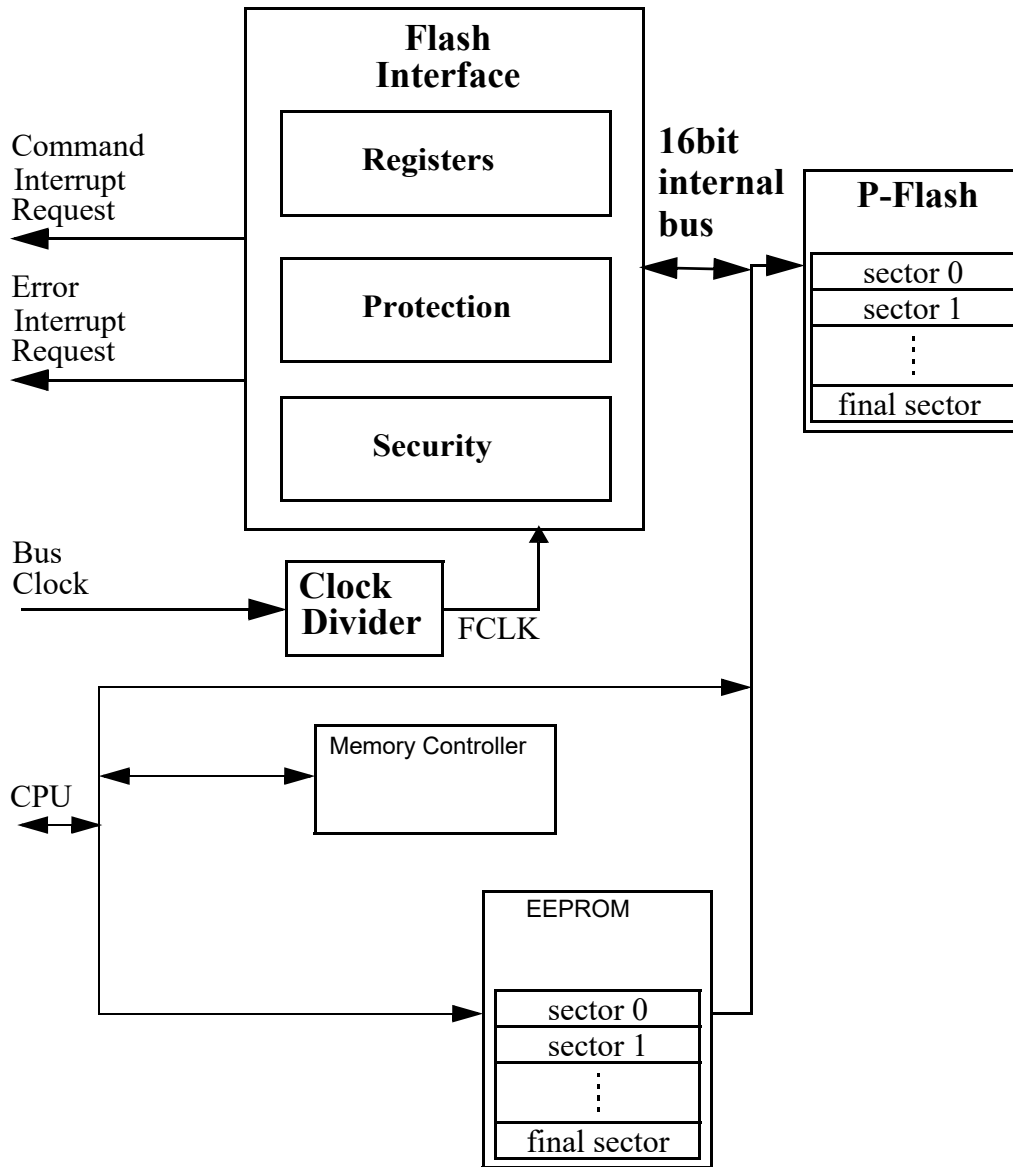 Flash
Interface
Registers
Protection
Security
Command
Interrupt
Request
Error
Interrupt
Request
16bit
internal
bus
P-Flash
sector 0
sector 1
final sector
Bus
Clock
Clock
Divider
FCLK
Memory Controller
CPU
EEPROM
sector 0
sector 1
final sector